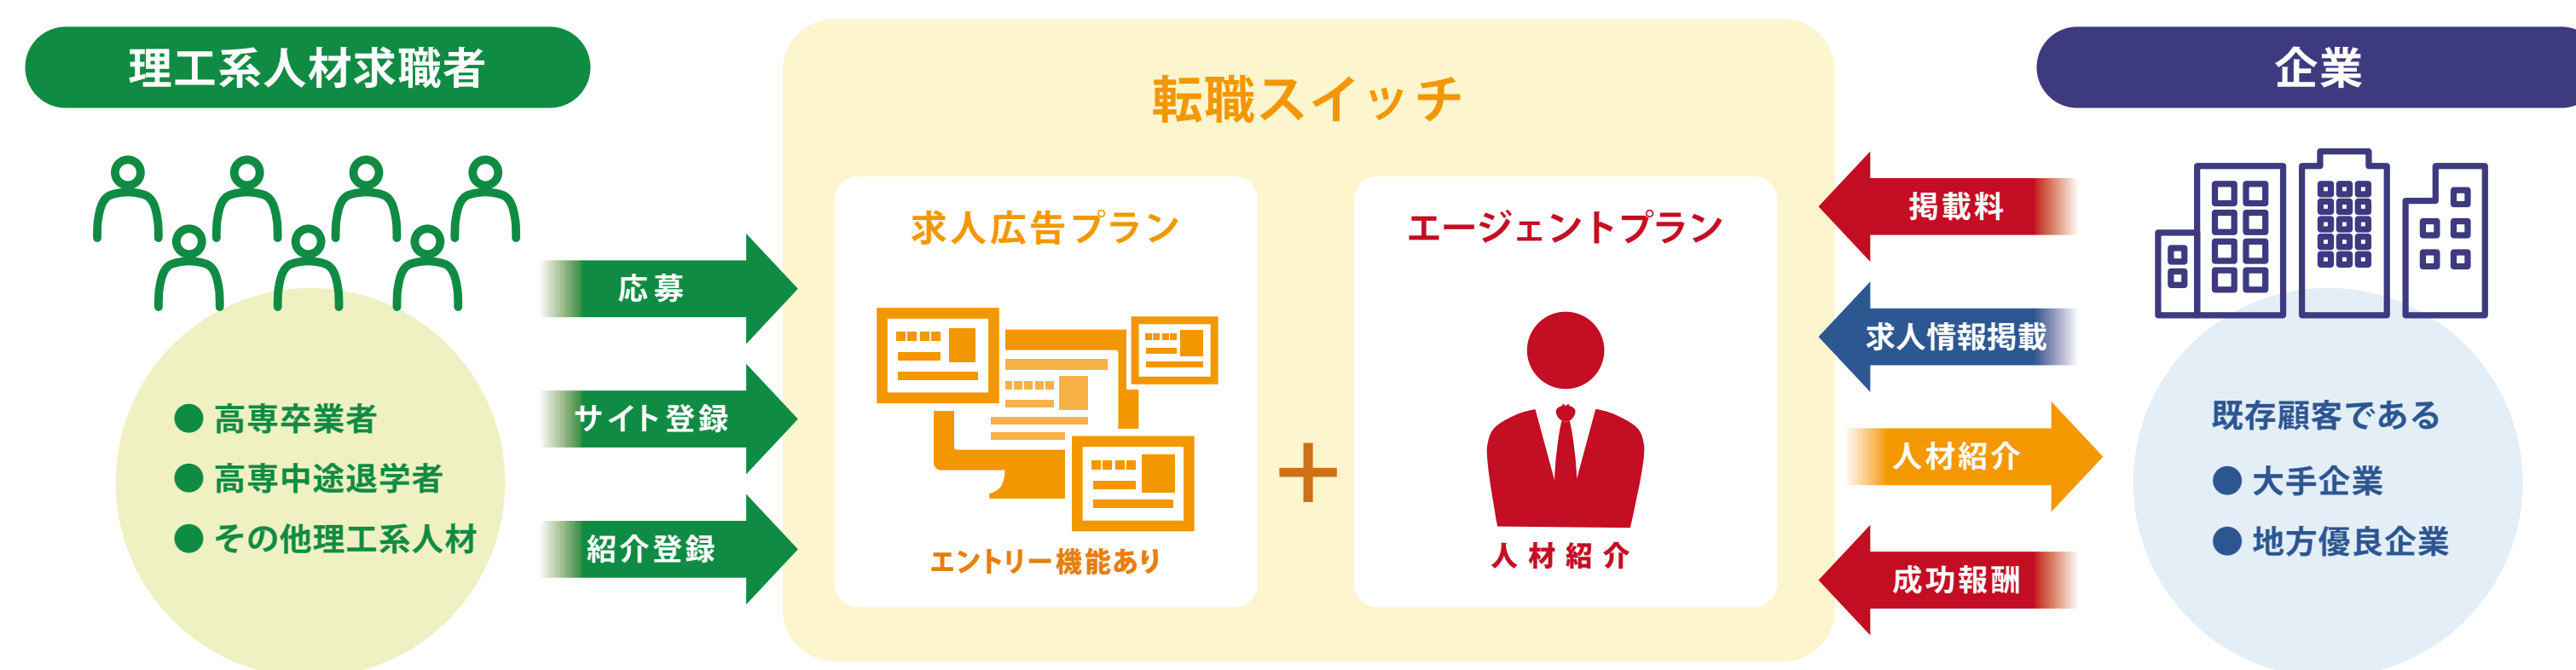 理工系人材求職者
● 高専卒業者
● 高専中途退学者
● その他理工系人材
応募
サイト登録
紹介登録
転職スイッチ
求人広告プラン
エントリー機能あり
+
エージェントプラン
人材紹介
掲載料
求人情報掲載
人材紹介
成功報酬
企業
既存顧客である
● 大手企業
● 地方優良企業